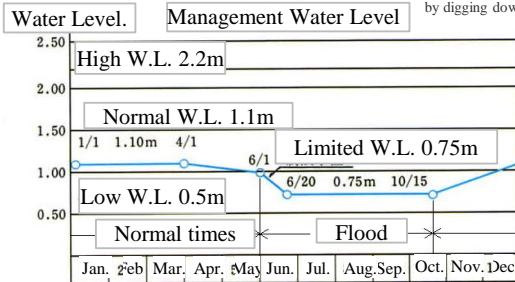 by digging dow
Water Level. Management Water Level
2.50
High W.L. 2.2m
2.00
Normal W.L. 1.1m
1.50
1/1 1.10m 4/1
Limited W.L. 0.75m
6/1
1.00
6/20 0.75m 10/15
Low W.L. 0.5m
0.50
Normal times Flood
Jan. Feb Mar. Apr. May Jun. Jul. Aug. Sep. Oct. Nov. Dec